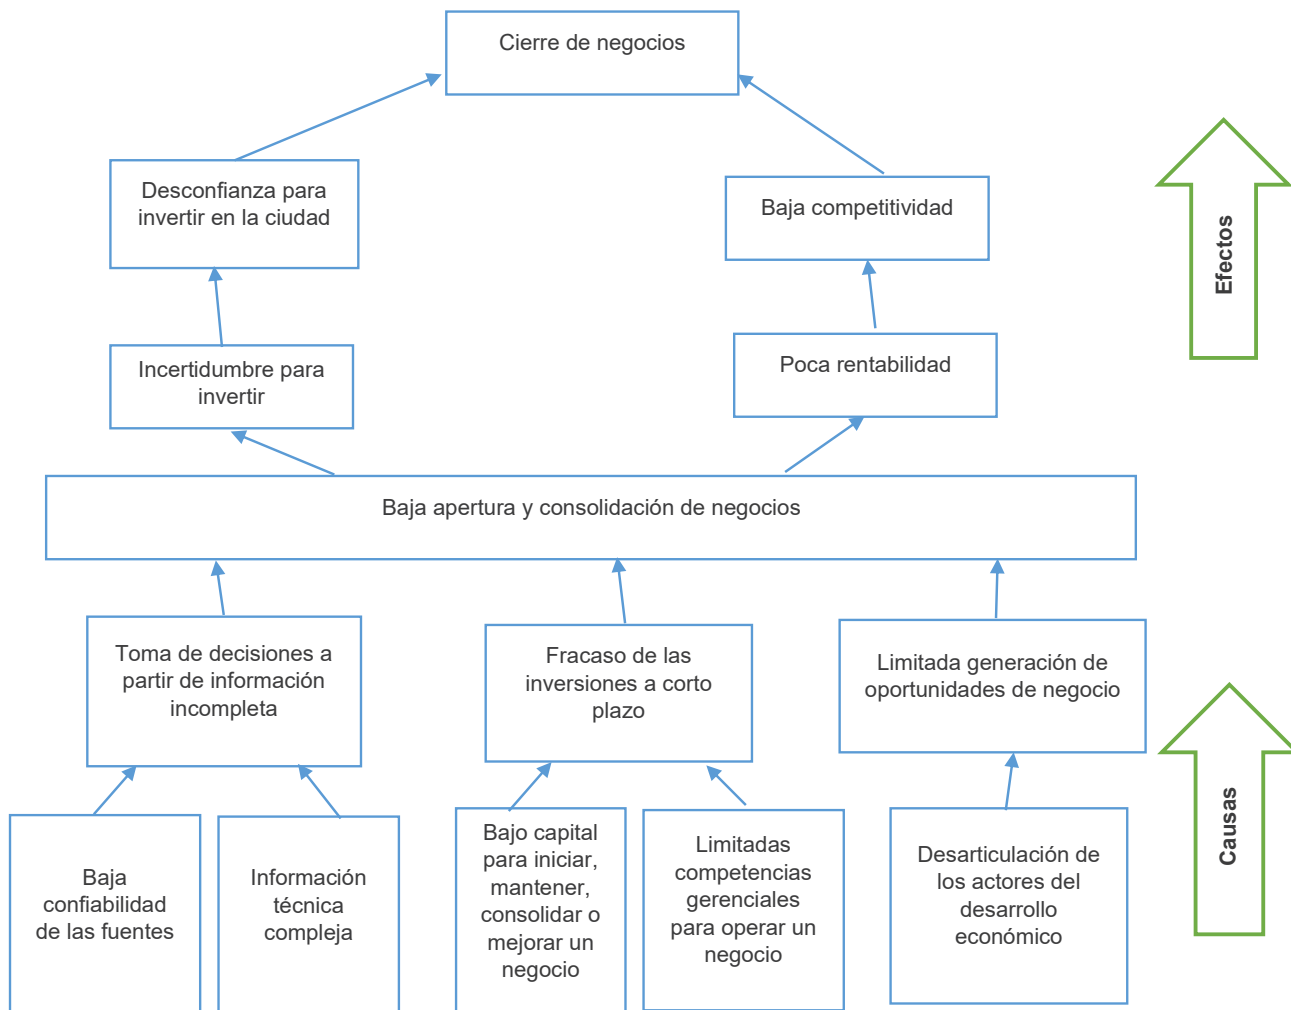 Cierre de negocios
Desconfianza para
invertir en la ciudad
Baja competitividad
Efectos
Incertidumbre para
invertir
Poca rentabilidad
Baja apertura y consolidación de negocios
Toma de decisiones a
partir de información
incompleta
Fracaso de las
inversiones a corto
plazo
Limitada generación de
oportunidades de negocio
Causas
Baja
confiabilidad
de las fuentes
Información
técnica
compleja
Bajo capital
para iniciar,
mantener,
consolidar o
mejorar un
negocio
Limitadas
competencias
gerenciales
para operar un
negocio
Desarticulación de
los actores del
desarrollo
económico